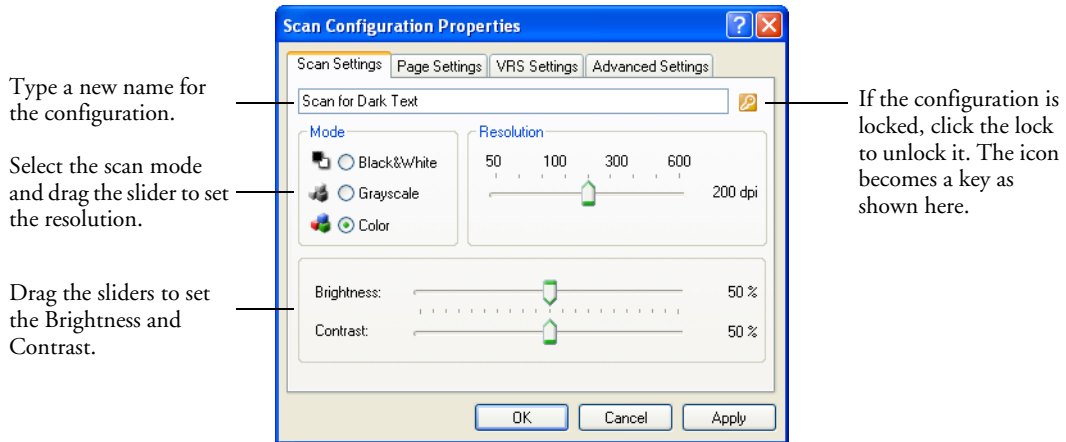 Scan Configuration Properties
Scan Settings Page Settings VRS Settings Advanced Settings
Type a new name for
the configuration.
Scan for Dark Text
If the configuration is
locked, click the lock
to unlock it. The icon
becomes a key as
shown here.
Select the scan mode
and drag the slider to set
the resolution.
Mode
Black&White
Grayscale
Color
Resolution
50 100 300 600
200 dpi
Drag the sliders to set
the Brightness and
Contrast.
Brightness: 50 %
Contrast: 50 %
OK Cancel Apply